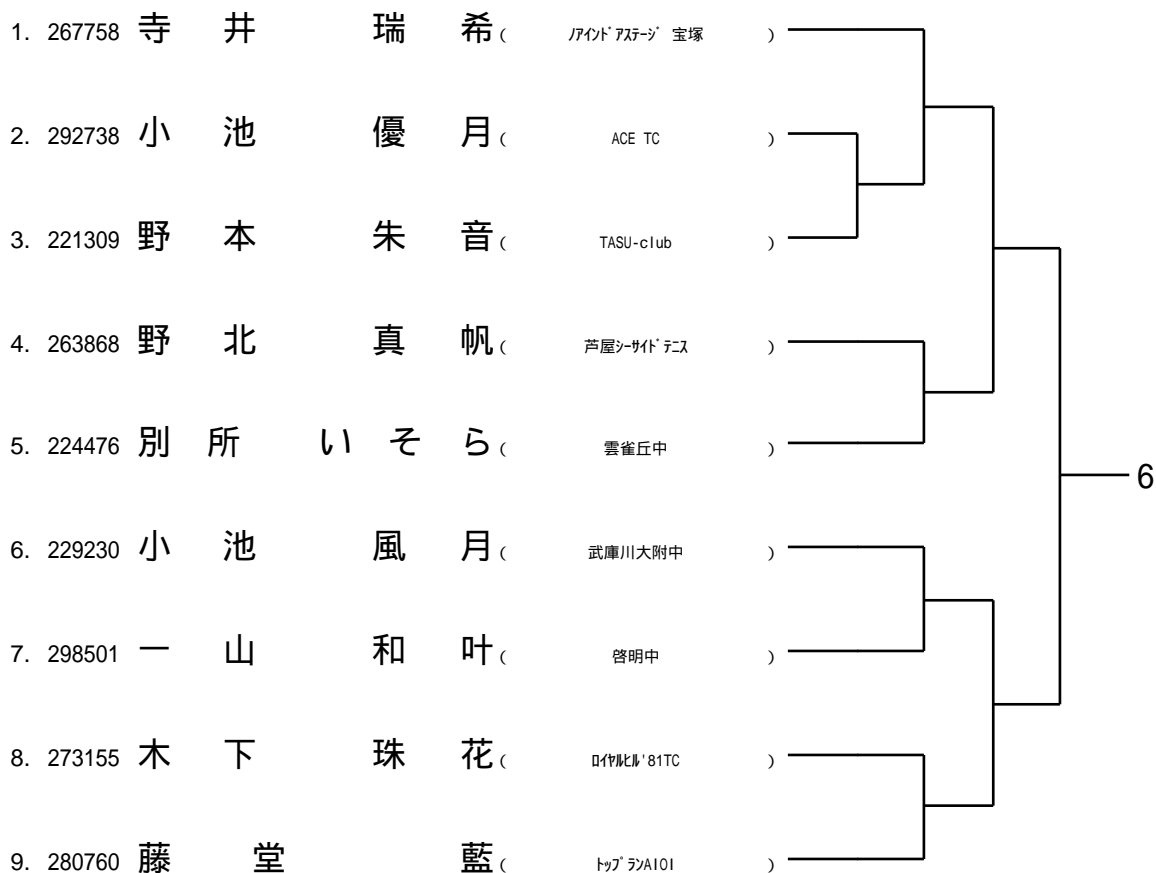 1. 267758 寺井 瑞希 ( ノアインドアステージ 宝塚 )
2. 292738 小池 優月 ( ACE TC )
3. 221309 野本 朱音 ( TASU-club )
4. 263868 野北 真帆 ( 芦屋シーサイドテニス )
5. 224476 別所 いそら ( 雲雀丘中 )
6
6. 229230 小池 風月 ( 武庫川大附中 )
7. 298501 一山 和叶 ( 啓明中 )
8. 273155 木下 珠花 ( ロイヤルヒル'81TC )
9. 280760 藤堂 藍 ( トップランAIOI )